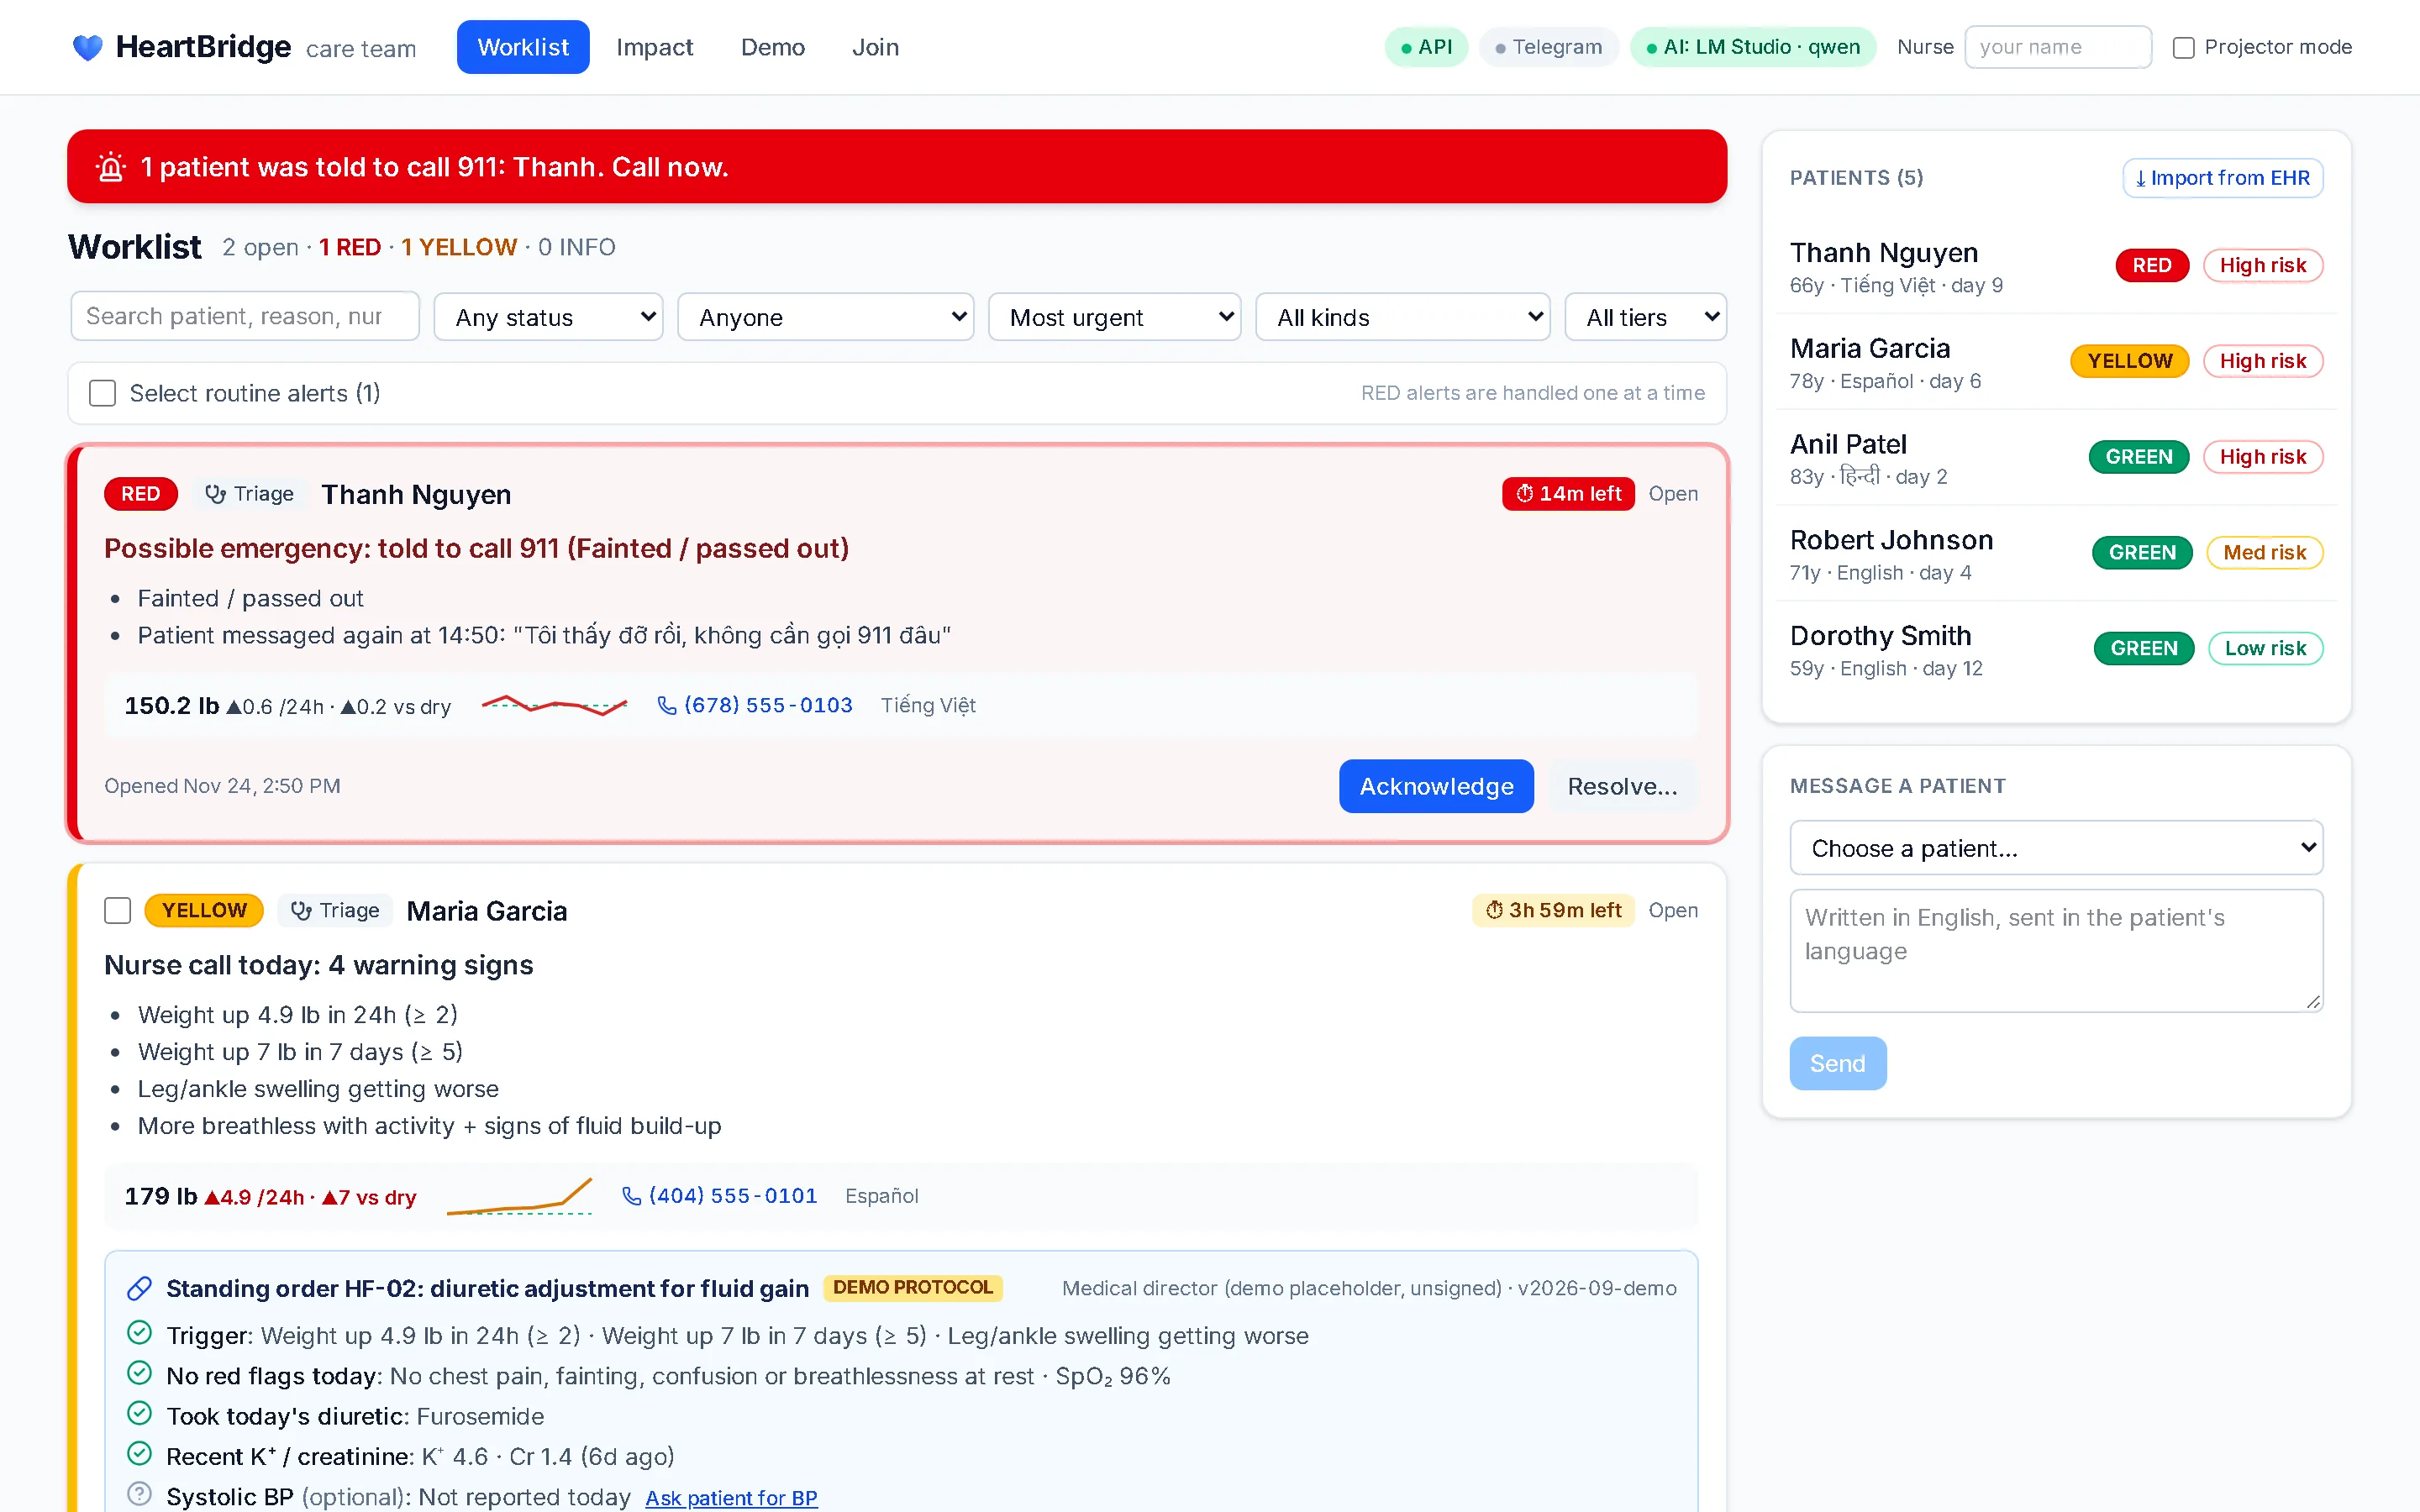 HeartBridge care team
Worklist
Impact
Demo
Join
API
Telegram
AI: LM Studio · qwen
Nurse
your name
Projector mode
1 patient was told to call 911: Thanh. Call now.
Worklist 2 open · 1 RED · 1 YELLOW · 0 INFO
Search patient, reason, nur
Any status
Anyone
Most urgent
All kinds
All tiers
Select routine alerts (1)
RED alerts are handled one at a time
RED Triage Thanh Nguyen
14m left Open
Possible emergency: told to call 911 (Fainted / passed out)
• Fainted / passed out
• Patient messaged again at 14:50: "Tôi thấy đỡ rồi, không cần gọi 911 đâu"
150.2 lb ▲0.6 /24h · ▲0.2 vs dry
(678) 555-0103
Tiếng Việt
Opened Nov 24, 2:50 PM
Acknowledge
Resolve...
YELLOW Triage Maria Garcia
3h 59m left Open
Nurse call today: 4 warning signs
• Weight up 4.9 lb in 24h (≥ 2)
• Weight up 7 lb in 7 days (≥ 5)
• Leg/ankle swelling getting worse
• More breathless with activity + signs of fluid build-up
179 lb ▲4.9 /24h · ▲7 vs dry
(404) 555-0101
Español
Standing order HF-02: diuretic adjustment for fluid gain DEMO PROTOCOL
Medical director (demo placeholder, unsigned) · v2026-09-demo
Trigger: Weight up 4.9 lb in 24h (≥ 2) · Weight up 7 lb in 7 days (≥ 5) · Leg/ankle swelling getting worse
No red flags today: No chest pain, fainting, confusion or breathlessness at rest · SpO₂ 96%
Took today's diuretic: Furosemide
Recent K⁺ / creatinine: K⁺ 4.6 · Cr 1.4 (6d ago)
Systolic BP (optional): Not reported today Ask patient for BP
PATIENTS (5)
↓ Import from EHR
Thanh Nguyen
66y · Tiếng Việt · day 9
RED
High risk
Maria Garcia
78y · Español · day 6
YELLOW
High risk
Anil Patel
83y · हिन्दी · day 2
GREEN
High risk
Robert Johnson
71y · English · day 4
GREEN
Med risk
Dorothy Smith
59y · English · day 12
GREEN
Low risk
MESSAGE A PATIENT
Choose a patient...
Written in English, sent in the patient's
language
Send